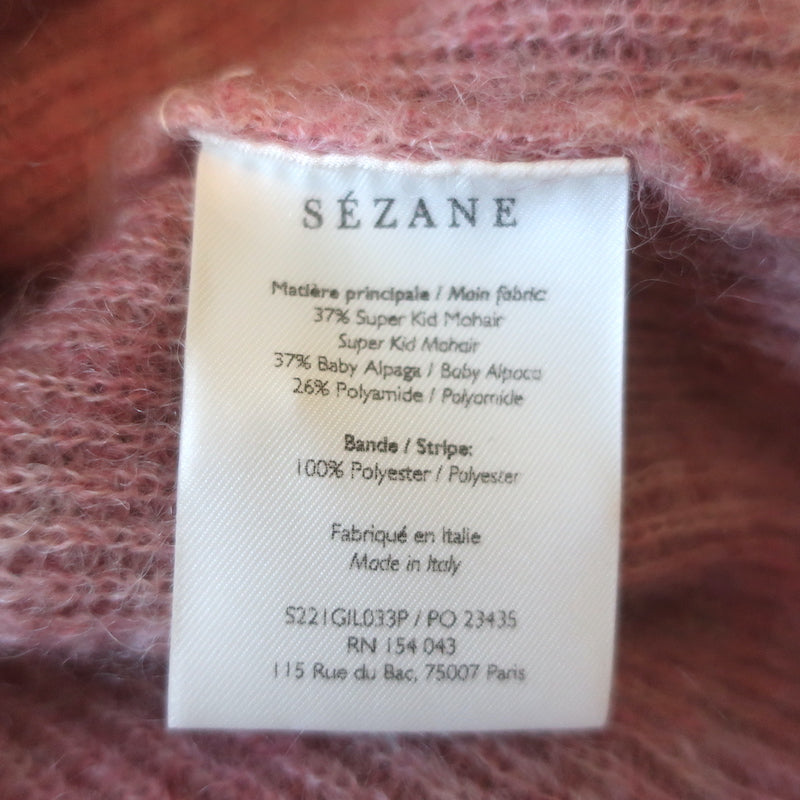 SÉZANE
Matière principale / Main fabric:
37% Super Kid Mohair
Super Kid Mohair
37% Baby Alpaga / Baby Alpaca
26% Polyamide / Polyamide
Bande / Stripe:
100% Polyester / Polyester
Fabriqué en Italie
Made in Italy
S221GIL033P / PO 23435
RN 154 043
115 Rue du Bac, 75007 Paris